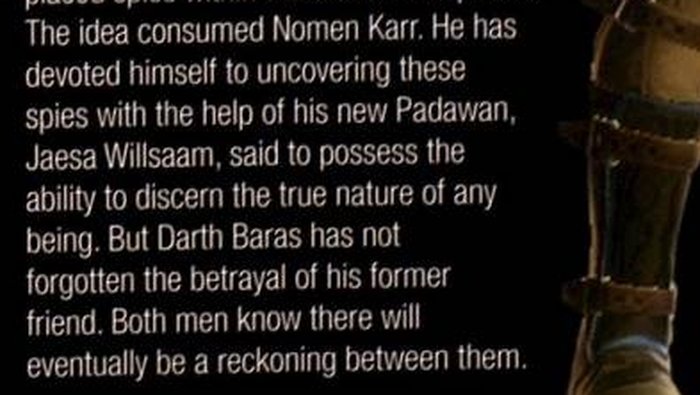 The idea consumed Nomen Karr. He has
devoted himself to uncovering these
spies with the help of his new Padawan,
Jaesa Willsaam, said to possess the
ability to discern the true nature of any
being. But Darth Baras has not
forgotten the betrayal of his former
friend. Both men know there will
eventually be a reckoning between them.